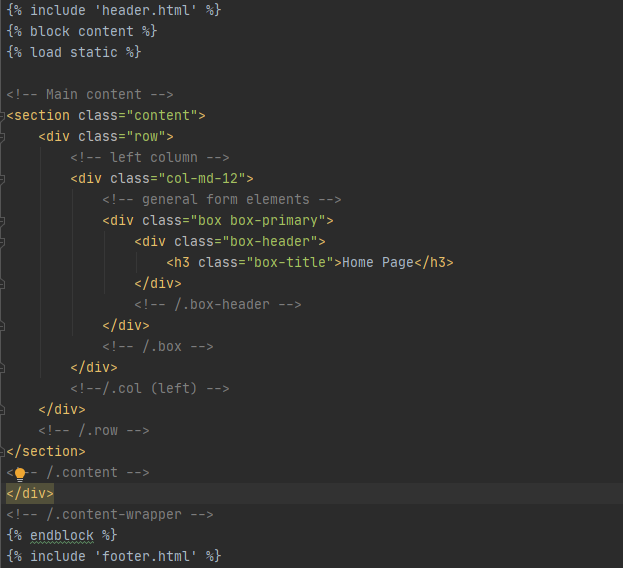 {% include 'header.html' %}
{% block content %}
{% load static %}
<!-- Main content -->
<section class="content">
<div class="row">
<!-- left column -->
<div class="col-md-12">
<!-- general form elements -->
<div class="box box-primary">
<div class="box-header">
<h3 class="box-title">Home Page</h3>
</div>
<!-- /.box-header -->
</div>
<!-- /.box -->
</div>
<!--/.col (left) -->
</div>
<!-- /.row -->
</section>
<!-- /.content -->
</div>
<!-- /.content-wrapper -->
{% endblock %}
{% include 'footer.html' %}